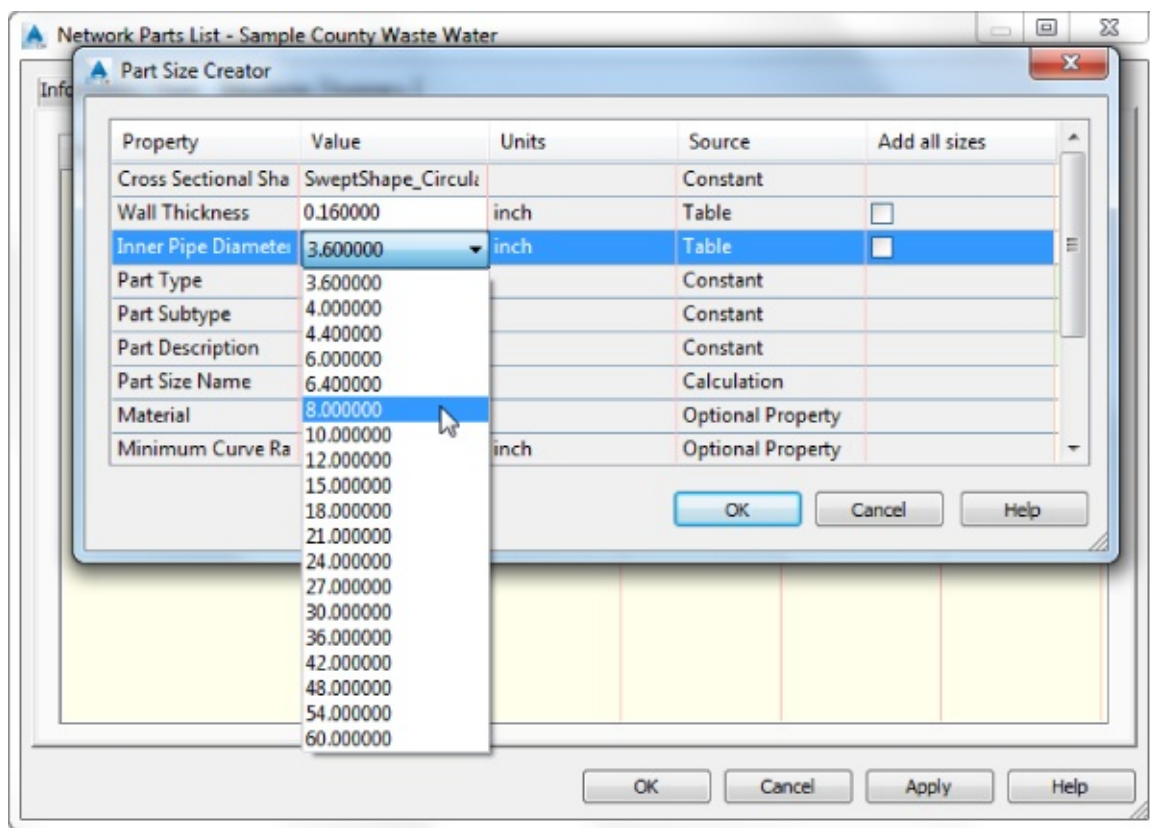 Network Parts List - Sample County Waste Water
Part Size Creator
Info
Property Value Units Source Add all sizes
Cross Sectional Sha SweptShape_Circula Constant
Wall Thickness 0.160000 inch Table
Inner Pipe Diameter 3.600000 inch Table
Part Type 3.600000 Constant
Part Subtype 4.000000 Constant
4.400000
Part Description 6.000000 Constant
Part Size Name 6.400000 Calculation
Material 8.000000 Optional Property
10.000000
Minimum Curve Ra 12.000000 inch Optional Property
15.000000
18.000000 OK Cancel Help
21.000000
24.000000
27.000000
30.000000
36.000000
42.000000
48.000000
54.000000
60.000000
OK Cancel Apply Help